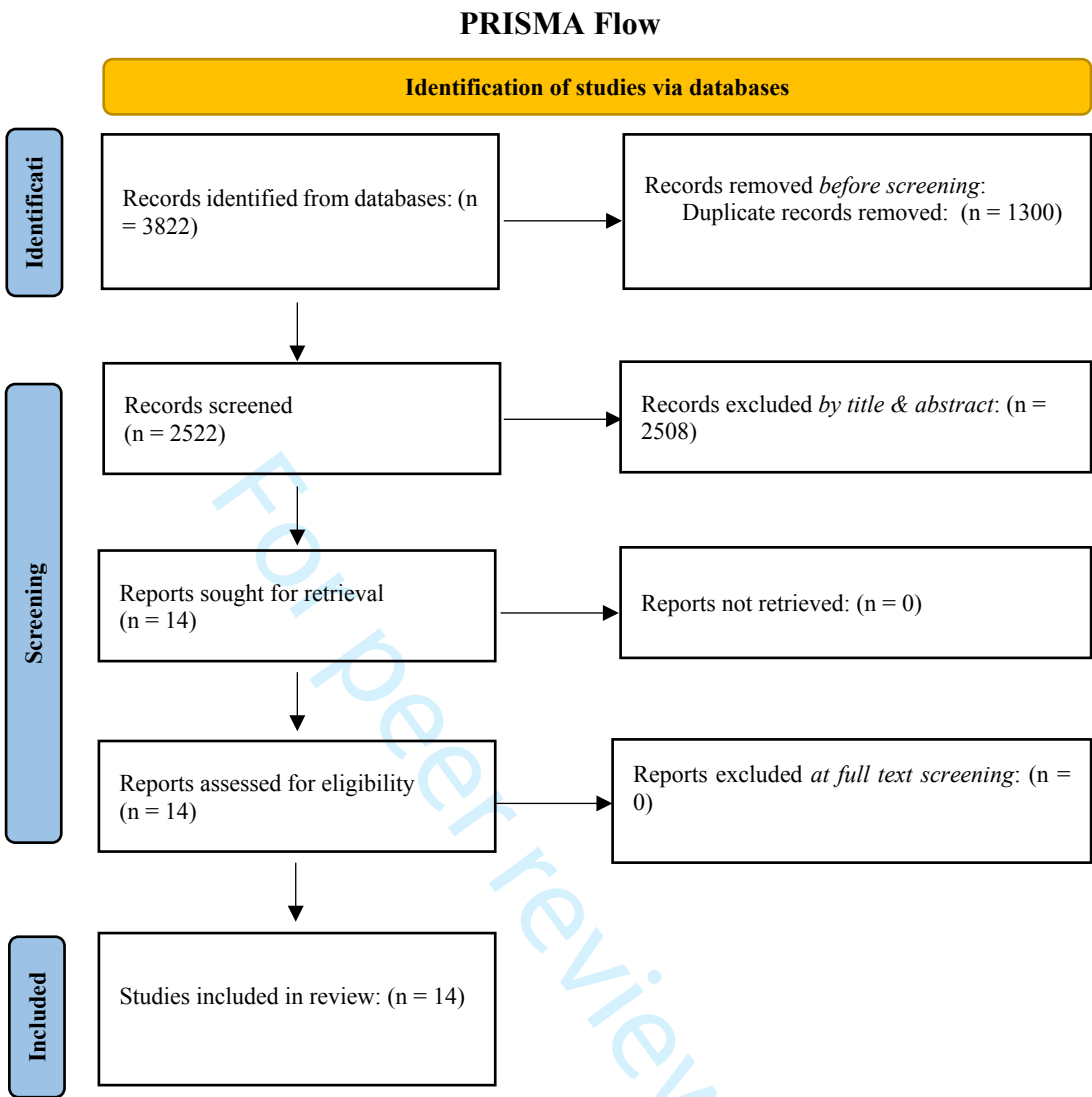 PRISMA Flow
Identification of studies via databases
Identificati
Records identified from databases: (n
= 3822)
Records removed before screening:
Duplicate records removed:  (n = 1300)
Screening
Records screened
(n = 2522)
Records excluded by title & abstract: (n =
2508)
Reports sought for retrieval
(n = 14)
Reports not retrieved: (n = 0)
Reports assessed for eligibility
(n = 14)
Reports excluded at full text screening: (n =
0)
Included
Studies included in review: (n = 14)
For peer review